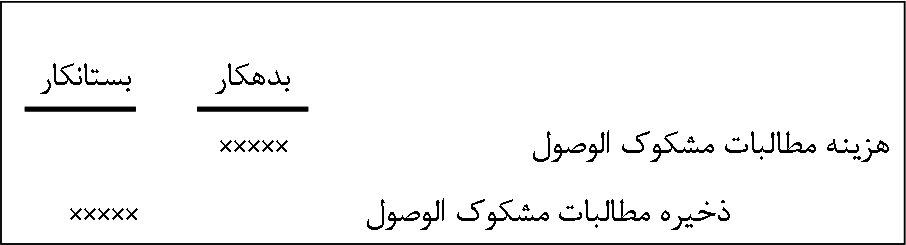 بدهکار بستانکار
هزینه مطالبات مشکوک الوصول ×××××
ذخیره مطالبات مشکوک الوصول ×××××